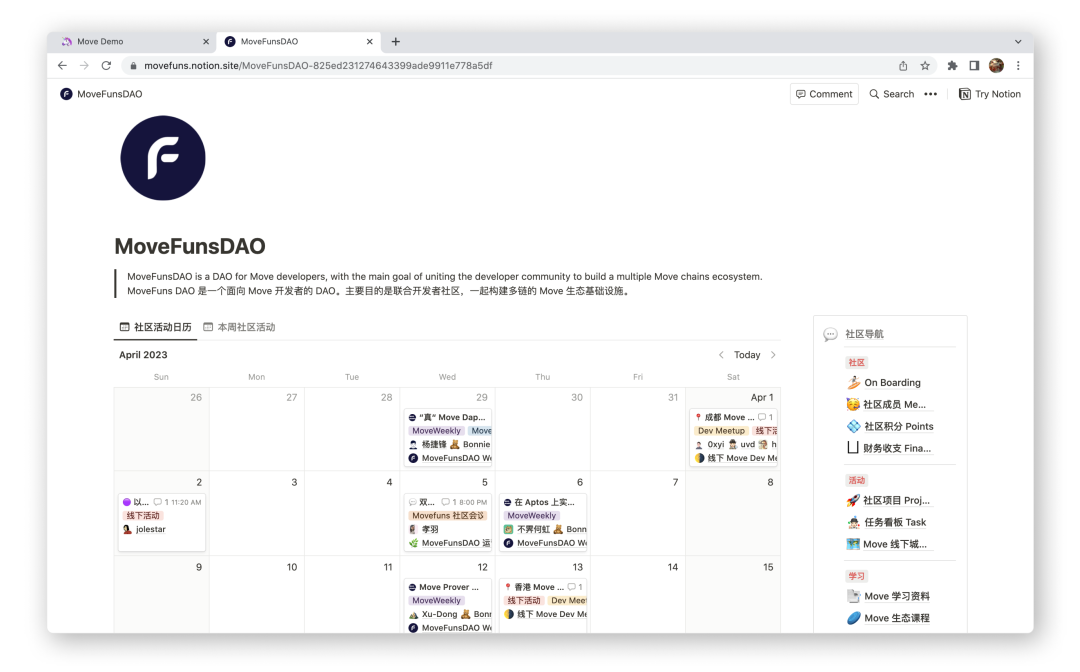 Move Demo
MoveFunsDAO
movefuns.notion.site/MoveFunsDAO-825ed231274643399ade9911e778a5df
MoveFunsDAO
Comment
Search
Try Notion
MoveFunsDAO
MoveFunsDAO is a DAO for Move developers, with the main goal of uniting the developer community to build a multiple Move chains ecosystem.
MoveFuns DAO 是一个面向 Move 开发者的 DAO。主要目的是联合开发者社区，一起构建多链的 Move 生态基础设施。
社区活动日历
本周社区活动
April 2023
Today
Sun Mon Tue Wed Thu Fri Sat
26 27 28 29 30 31 Apr 1
“真” Move Dap...
MoveWeekly Move
杨捷锋 Bonnie
MoveFunsDAO We
成都 Move ... 1
Dev Meetup 线下活
0xyi uvd h
线下 Move Dev Me
2 3 4 5 6 7 8
以... 1 11:20 AM
线下活动
jolestar
双... 1 8:00 PM
Movefuns 社区会议
孝羽
MoveFunsDAO 运
在 Aptos 上实...
MoveWeekly
不畀何虹 Bonn
MoveFunsDAO We
9 10 11 12 13 14 15
Move Prover ...
MoveWeekly
Xu-Dong Bonn
MoveFunsDAO We
香港 Move ... 1
线下活动 Dev Meet
线下 Move Dev Me
社区导航
社区
On Boarding
社区成员 Me...
社区积分 Points
财务收支 Fina...
活动
社区项目 Proj...
任务看板 Task
Move 线下城...
学习
Move 学习资料
Move 生态课程